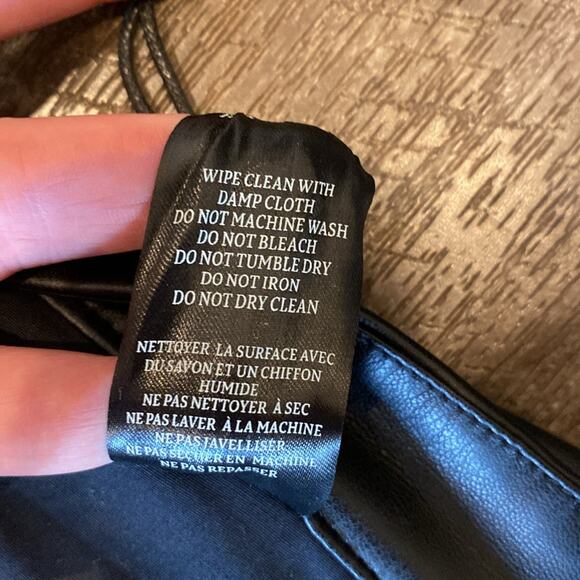 WIPE CLEAN WITH
DAMP CLOTH
DO NOT MACHINE WASH
DO NOT BLEACH
DO NOT TUMBLE DRY
DO NOT IRON
DO NOT DRY CLEAN
NETTOYER LA SURFACE AVEC
DU SAVON ET UN CHIFFON
HUMIDE
NE PAS NETTOYER À SEC
NE PAS LAVER À LA MACHINE
NE PAS JAVELLISER
NE PAS SÉCHER EN MACHINE
NE PAS REPASSER